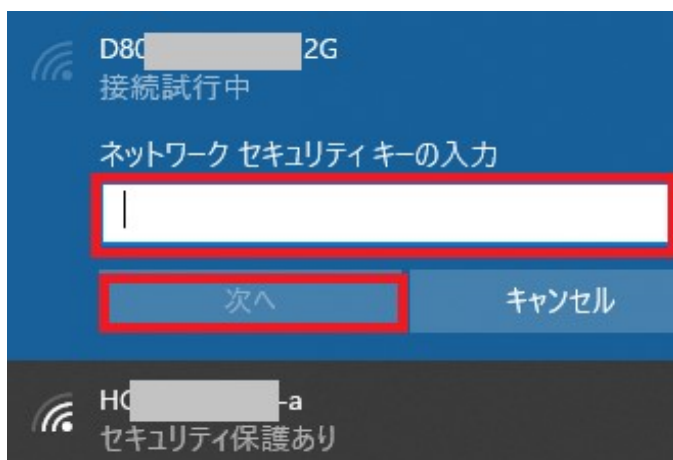 D80 2G
接続試行中
ネットワーク セキュリティ キーの入力
次へ キャンセル
HO -a
セキュリティ保護あり